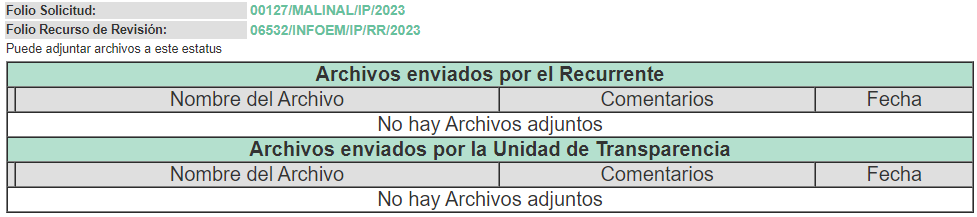 Folio Solicitud: 00127/MALINAL/IP/2023
Folio Recurso de Revisión: 06532/INFOEM/IP/RR/2023
Puede adjuntar archivos a este estatus
Archivos enviados por el Recurrente
Nombre del Archivo Comentarios Fecha
No hay Archivos adjuntos
Archivos enviados por la Unidad de Transparencia
Nombre del Archivo Comentarios Fecha
No hay Archivos adjuntos